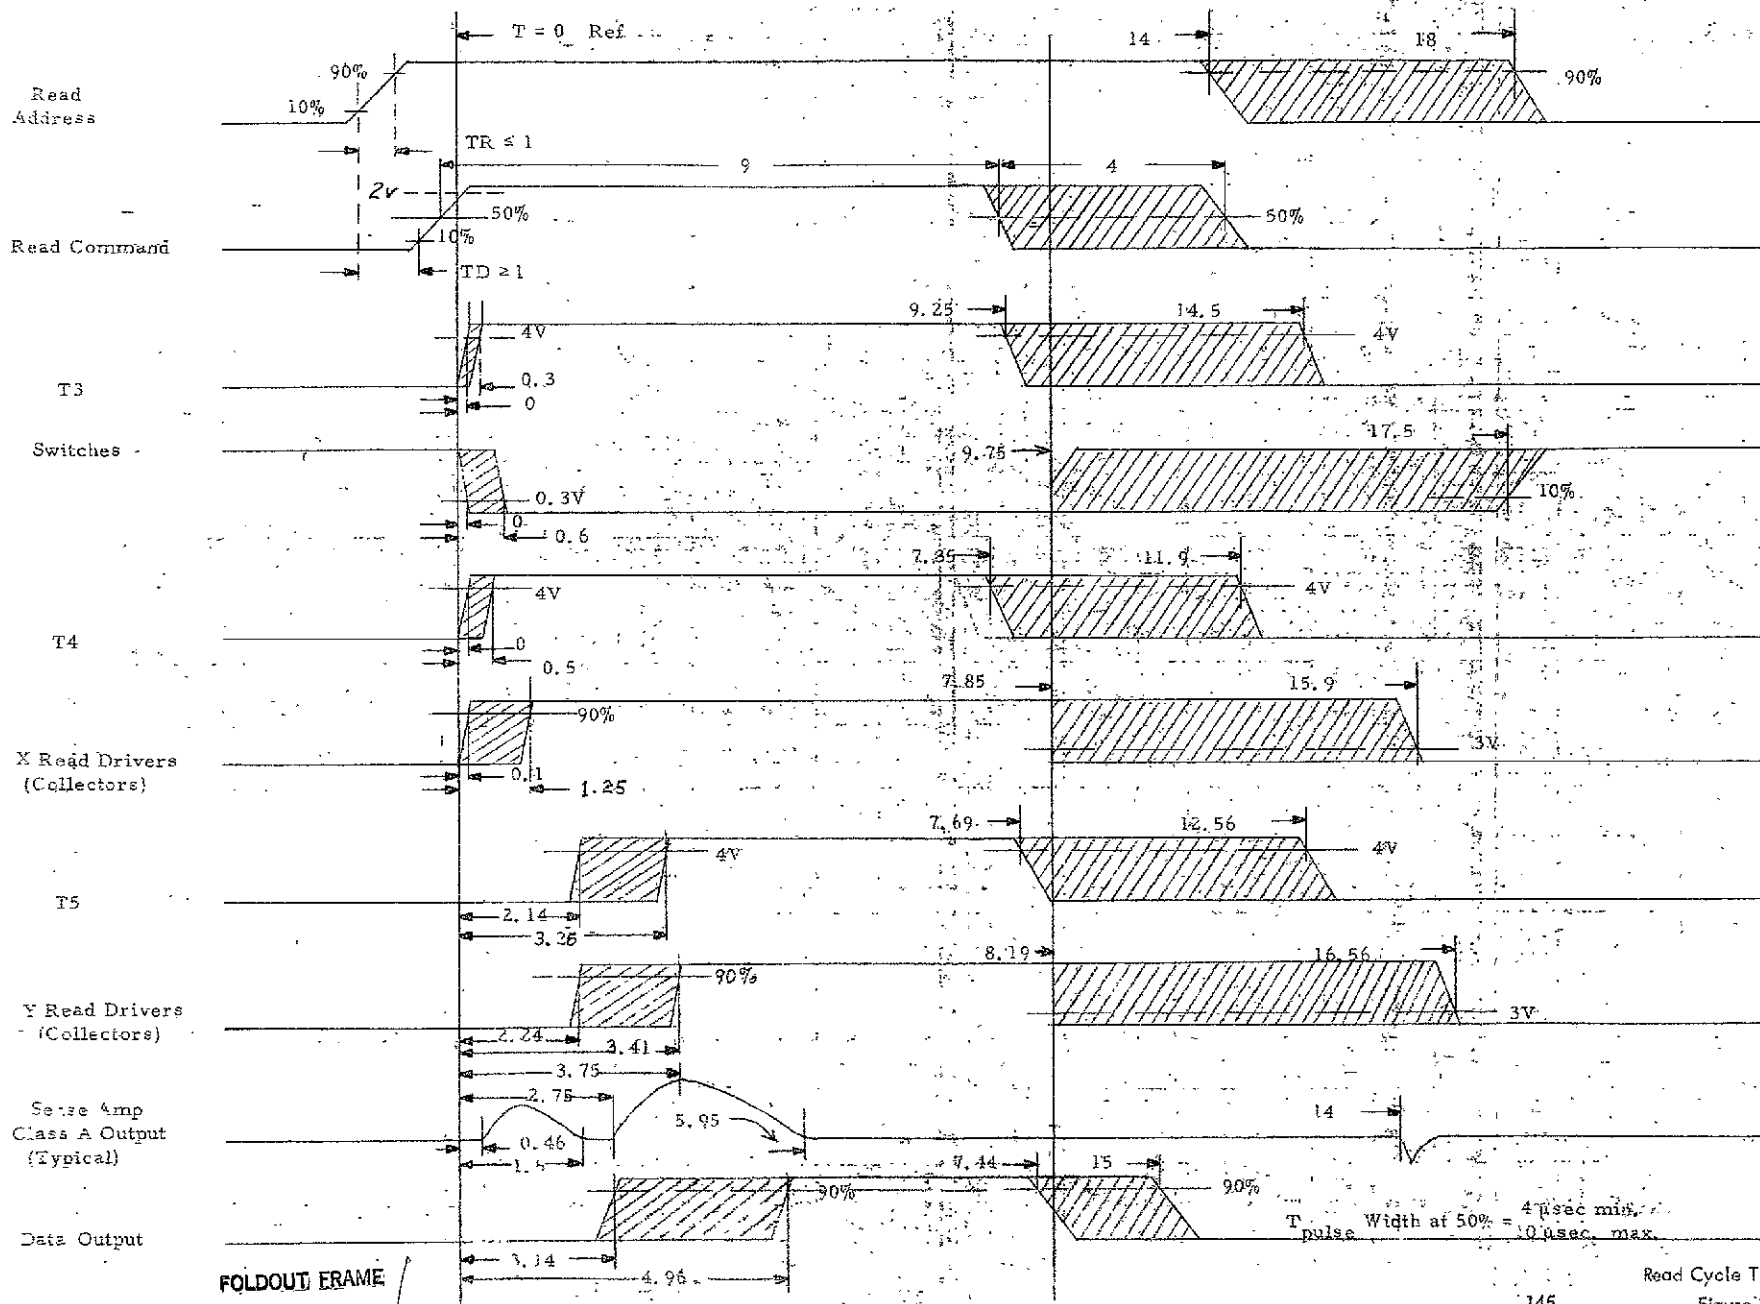 T = 0 Ref
14
18
90%
90%
Read
Address
10%
TR ≤ 1
9
4
2v
50%
50%
10%
Read Command
TD ≥ 1
9.25
14.5
4V
4V
T3
0.3
0
17.5
Switches
9.75
0.3V
10%
0
0.6
7.35
11.9
4V
4V
T4
0
0.5
7.85
15.9
90%
3V
X Read Drivers
(Collectors)
0.1
1.25
7.69
12.56
4V
4V
T5
2.14
3.26
8.19
16.56
90%
Y Read Drivers
(Collectors)
3V
2.24
3.41
3.75
2.75
Sense Amp
Class A Output
(Typical)
5.95
14
0.46
7.44
15
90%
90%
T pulse Width at 50% = 4 μsec min.
μsec. max.
Data Output
3.14
4.96
FOLDOUT FRAME
Read Cycle T
145